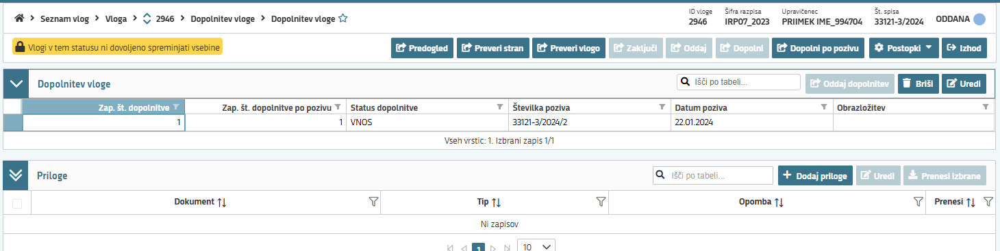 Seznam vlog Vloga 2946 Dopolnitev vloge Dopolnitev vloge
ID vloge Šifra razpisa Upravičenec Št. spisa
2946 IRP07_2023 PRIIMEK IME_994704 33121-3/2024 ODDANA
Vlogi v tem statusu ni dovoljeno spreminjati vsebine
Predogled Preveri stran Preveri vlogo Zaključi Oddaj Dopolni Dopolni po pozivu Postopki Izhod
Dopolnitev vloge
Išči po tabeli... Oddaj dopolnitev Briši Uredi
Zap. št. dopolnitve Zap. št. dopolnitve po pozivu Status dopolnitve Številka poziva Datum poziva Obrazložitev
1 1 VNOS 33121-3/2024/2 22.01.2024
Vseh vrstic: 1. Izbrani zapis 1/1
Priloge
Išči po tabeli... Dodaj priloge Uredi Prenesi izbrane
Dokument Tip Opomba Prenesi
Ni zapisov
1 10